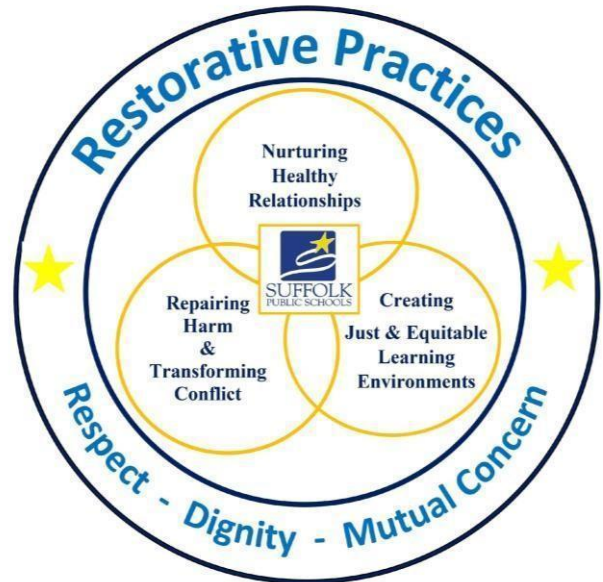 Restorative Practices
Nurturing
Healthy
Relationships
SUFFOLK
PUBLIC SCHOOLS
Repairing
Harm
&
Transforming
Conflict
Creating
Just & Equitable
Learning
Environments
Respect - Dignity - Mutual Concern